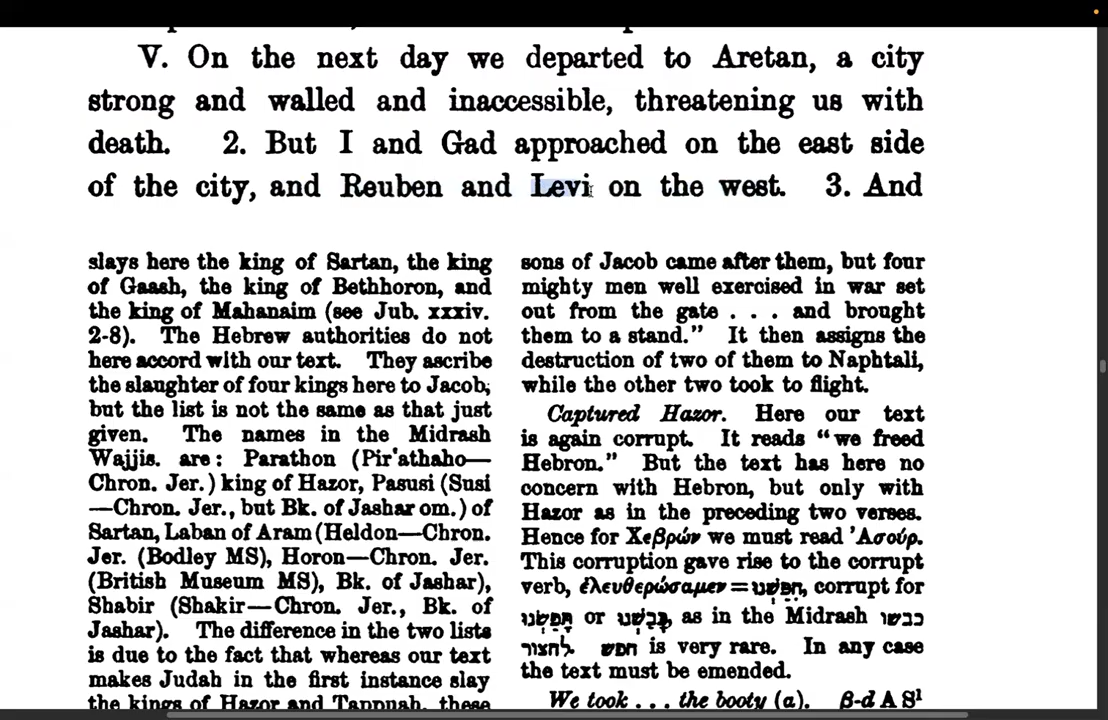 V. On the next day we departed to Aretan, a city
strong and walled and inaccessible, threatening us with
death. 2. But I and Gad approached on the east side
of the city, and Reuben and Levi on the west. 3. And
slays here the king of Sartan, the king
of Gaash, the king of Bethhoron, and
the king of Mahanaim (see Jub. xxxiv.
2-8). The Hebrew authorities do not
here accord with our text. They ascribe
the slaughter of four kings here to Jacob,
but the list is not the same as that just
given. The names in the Midrash
Wajjis. are: Parathon (Pir'athaho—
Chron. Jer.) king of Hazor, Pasusi (Susi
—Chron. Jer., but Bk. of Jashar om.) of
Sartan, Laban of Aram (Heldon—Chron.
Jer. (Bodley MS), Horon—Chron. Jer.
(British Museum MS), Bk. of Jashar),
Shabir (Shakir—Chron. Jer., Bk. of
Jashar). The difference in the two lists
is due to the fact that whereas our text
makes Judah in the first instance slay
the kings of Hazor and Tappuah, these
sons of Jacob came after them, but four
mighty men well exercised in war set
out from the gate . . . and brought
them to a stand." It then assigns the
destruction of two of them to Naphtali,
while the other two took to flight.
Captured Hazor. Here our text
is again corrupt. It reads "we freed
Hebron." But the text has here no
concern with Hebron, but only with
Hazor as in the preceding two verses.
Hence for Χεβρών we must read Ἀσούρ.
This corruption gave rise to the corrupt
verb, ἐλευθερώσαμεν = corrupt for
or as in the Midrash כבשו
לחצור חפש is very rare. In any case
the text must be emended.
We took . . . the booty (a). β-d A S¹